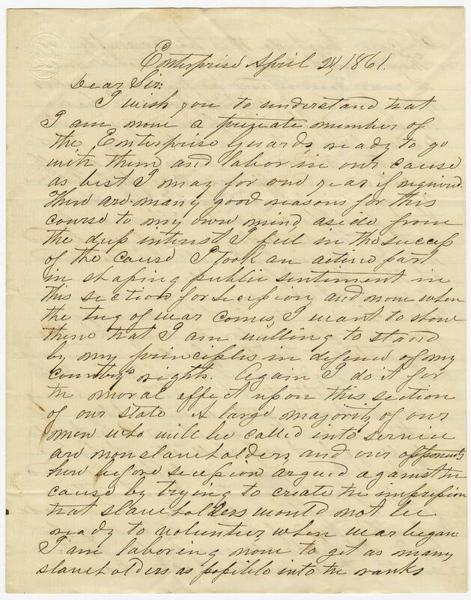 Enterprise April 24, 1861.
Dear Sir:
I wish you to understand that
I am now a private member of
the Enterprise Guards ready to go
with them and labor in our cause
as best I may for one year if required
There are many good reasons for this
course to my own mind aside from
the deep interest I feel in the success
of the cause I took an active part
in shaping public sentiment in
this section for secession and now when
the tug of war comes, I want to show
them that I am willing to stand
by my principles in defence of my
country's rights. Again I do it for
the moral effect upon this section
of our state A large majority of our
men who will be called into service
are nonslaveholders and our opponents
here before secession argued against the
cause by trying to create the impression
that slaveholders would not be
ready to volunteer when war began
I am laboring now to get as many
slaveholders as possible into the ranks